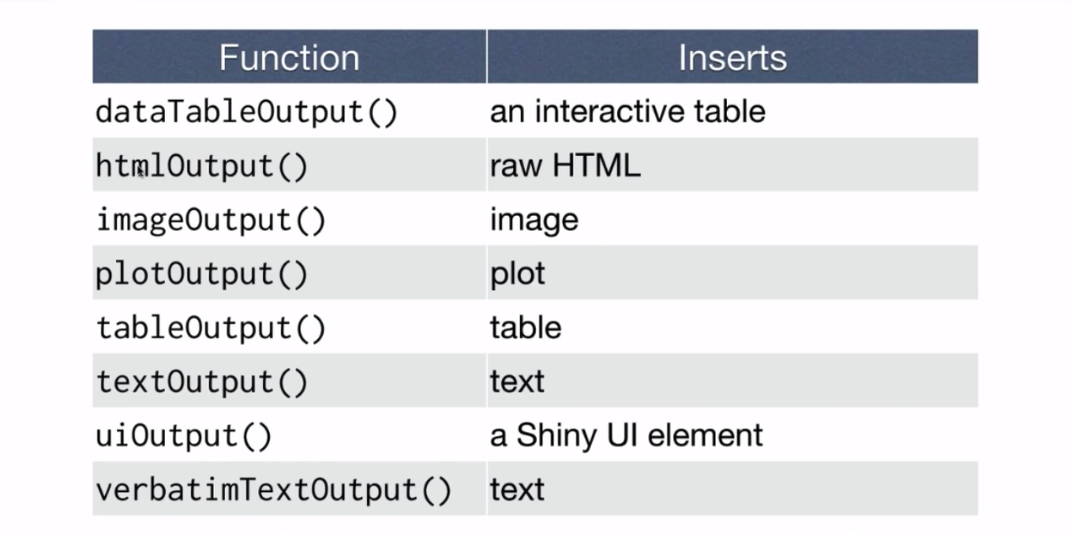 Function Inserts
dataTableOutput() an interactive table
htmlOutput() raw HTML
imageOutput() image
plotOutput() plot
tableOutput() table
textOutput() text
uiOutput() a Shiny UI element
verbatimTextOutput() text